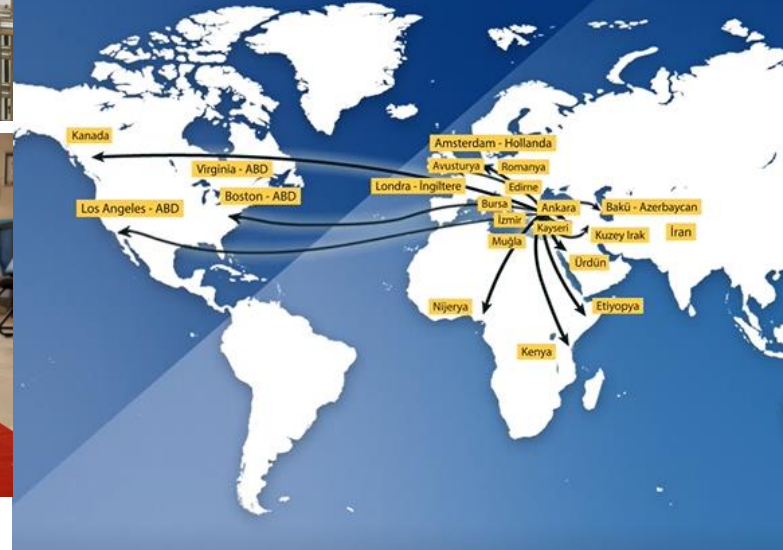 Kanada
Amsterdam - Hollanda
Virginia - ABD
Avusturya
Romanya
Londra - İngiltere
Edirne
Boston - ABD
Los Angeles - ABD
Bursa
Ankara
Bakü - Azerbaycan
İzmir
Kayseri
Kuzey Irak
İran
Muğla
Ürdün
Nijerya
Etiyopya
Kenya